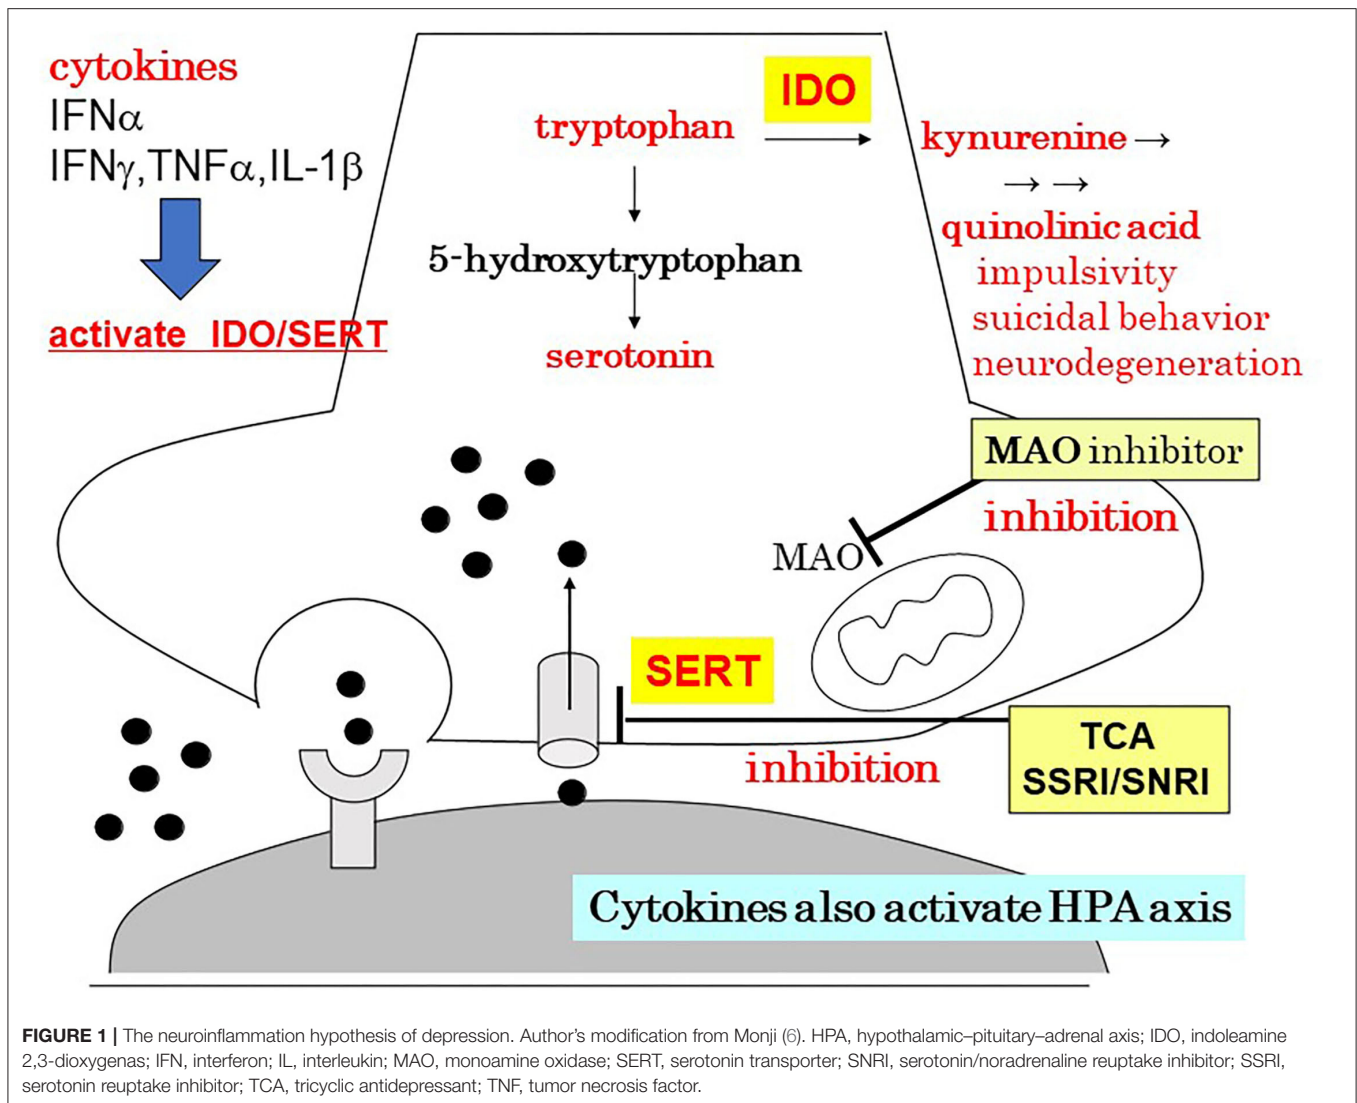 cytokines
IFNα
IFNγ,TNFα,IL-1β
activate IDO/SERT
IDO
tryptophan
kynurenine →
→ →
quinolinic acid
impulsivity
suicidal behavior
neurodegeneration
5-hydroxytryptophan
serotonin
MAO inhibitor
inhibition
MAO
SERT
inhibition
TCA
SSRI/SNRI
Cytokines also activate HPA axis
FIGURE 1 | The neuroinflammation hypothesis of depression. Author's modification from Monji (6). HPA, hypothalamic–pituitary–adrenal axis; IDO, indoleamine
2,3-dioxygenas; IFN, interferon; IL, interleukin; MAO, monoamine oxidase; SERT, serotonin transporter; SNRI, serotonin/noradrenaline reuptake inhibitor; SSRI,
serotonin reuptake inhibitor; TCA, tricyclic antidepressant; TNF, tumor necrosis factor.